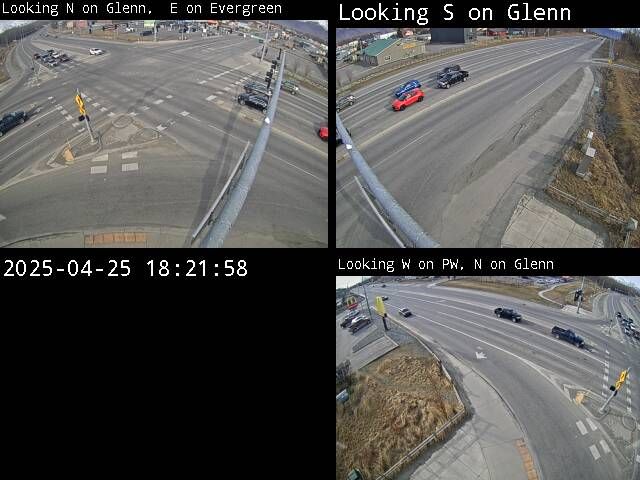 Looking N on Glenn,  E on Evergreen
Looking S on Glenn
2025-04-25 18:21:58
Looking W on PW, N on Glenn